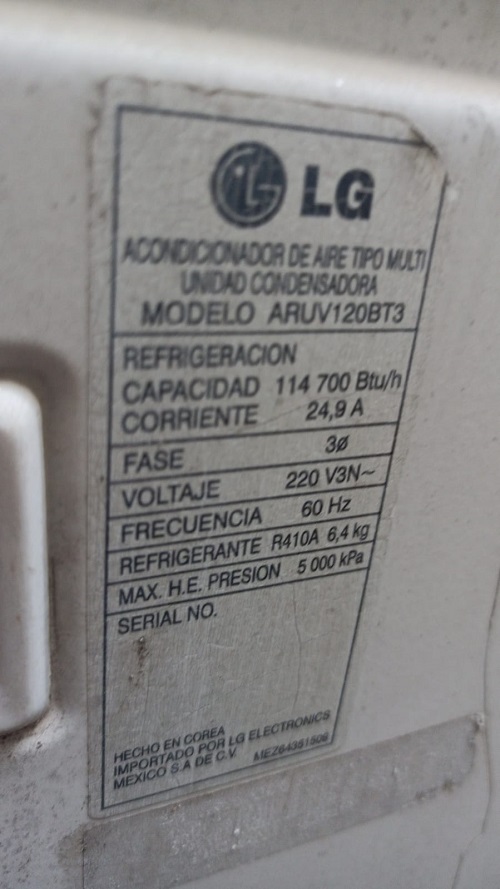 LG
ACONDICIONADOR DE AIRE TIPO MULTI
UNIDAD CONDENSADORA
MODELO ARUV120BT3
REFRIGERACION
CAPACIDAD 114 700 Btu/h
CORRIENTE 24,9 A
FASE 3ø
VOLTAJE 220 V3N~
FRECUENCIA 60 Hz
REFRIGERANTE R410A 6,4 kg
MAX. H.E. PRESION 5 000 kPa
SERIAL NO.
HECHO EN COREA
IMPORTADO POR LG ELECTRONICS
MEXICO S.A DE C.V. MEZ64351506